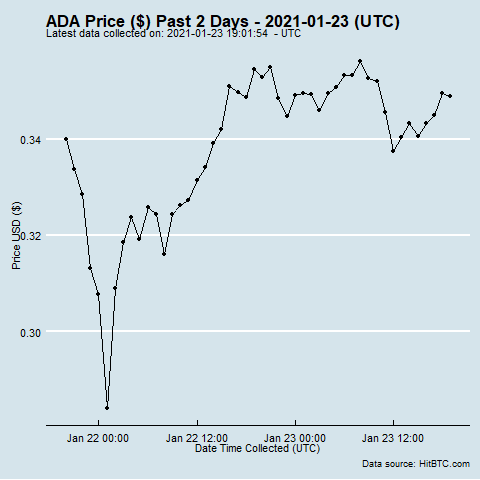 ADA Price ($) Past 2 Days - 2021-01-23 (UTC)
Latest data collected on: 2021-01-23 19:01:54 - UTC
0.34
0.32
0.30
Price USD ($)
Jan 22 00:00
Jan 22 12:00
Jan 23 00:00
Jan 23 12:00
Date Time Collected (UTC)
Data source: HitBTC.com